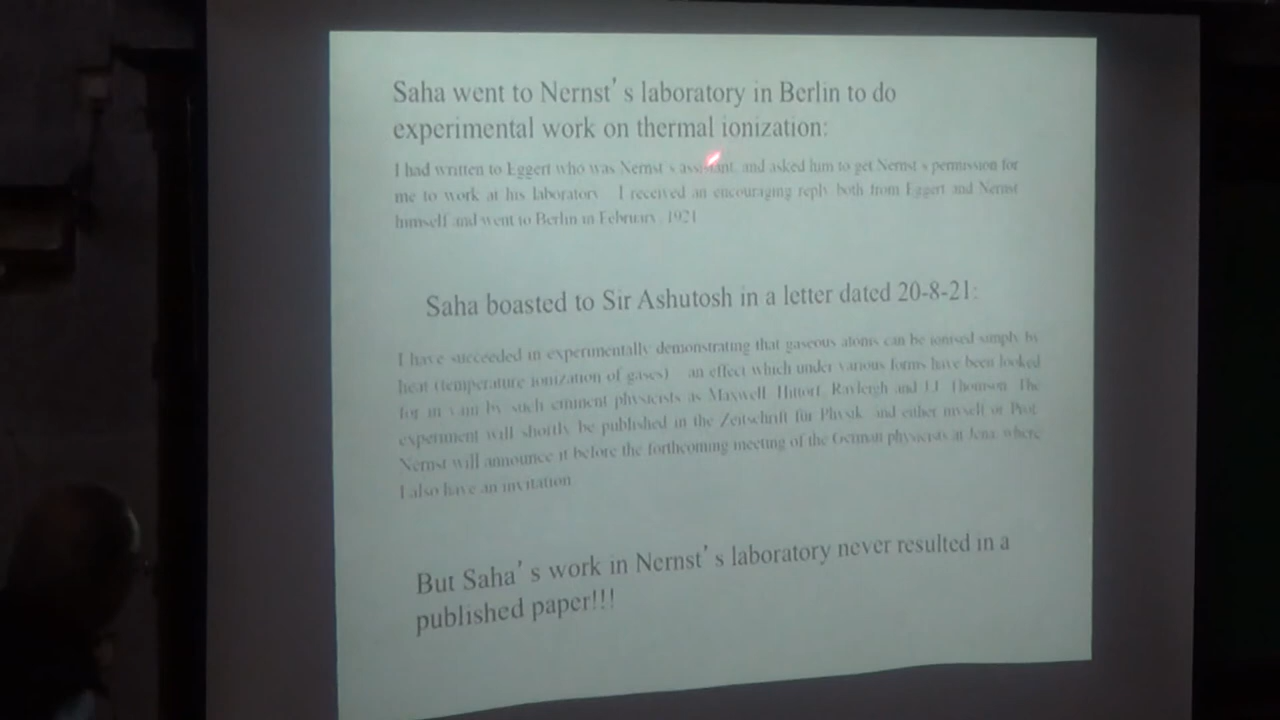 Saha went to Nernst’ s laboratory in Berlin to do
experimental work on thermal ionization:
I had written to Eggert who was Nernst s assistant and asked him to get Nernst s permission for
me to work at his laboratory I received an encouraging reply both from Eggert and Nernst
himself and went to Berlin in February 1921
Saha boasted to Sir Ashutosh in a letter dated 20-8-21:
I have succeeded in experimentally demonstrating that gaseous atoms can be ionised simply by
heat (temperature ionization of gases) an effect which under various forms have been looked
for in vain by such eminent physicists as Maxwell Hittorf Rayleigh and J.J. Thomson The
experiment will shortly be published in the Zeitschrift für Physik and either myself or Prof.
Nernst will announce it before the forthcoming meeting of the German physicists at Jena where
I also have an invitation
But Saha’ s work in Nernst’ s laboratory never resulted in a
published paper!!!